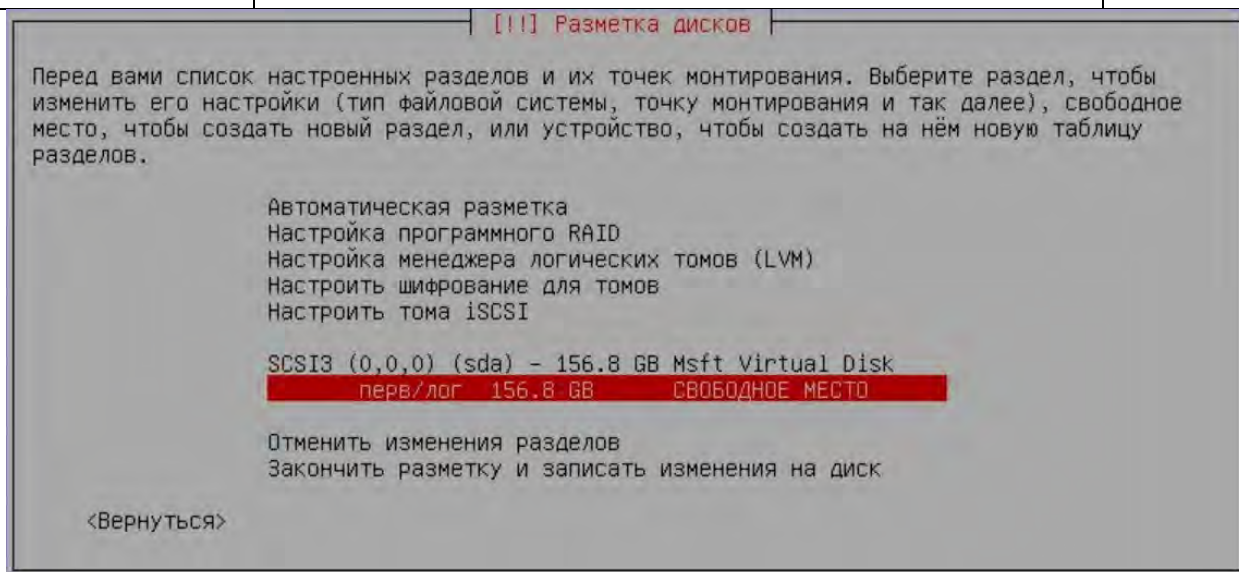 [!!] Разметка дисков
Перед вами список настроенных разделов и их точек монтирования. Выберите раздел, чтобы
изменить его настройки (тип файловой системы, точку монтирования и так далее), свободное
место, чтобы создать новый раздел, или устройство, чтобы создать на нём новую таблицу
разделов.
Автоматическая разметка
Настройка программного RAID
Настройка менеджера логических томов (LVM)
Настроить шифрование для томов
Настроить тома iSCSI
SCSI3 (0,0,0) (sda) - 156.8 GB Msft Virtual Disk
перв/лог 156.8 GB СВОБОДНОЕ МЕСТО
Отменить изменения разделов
Закончить разметку и записать изменения на диск
<Вернуться>